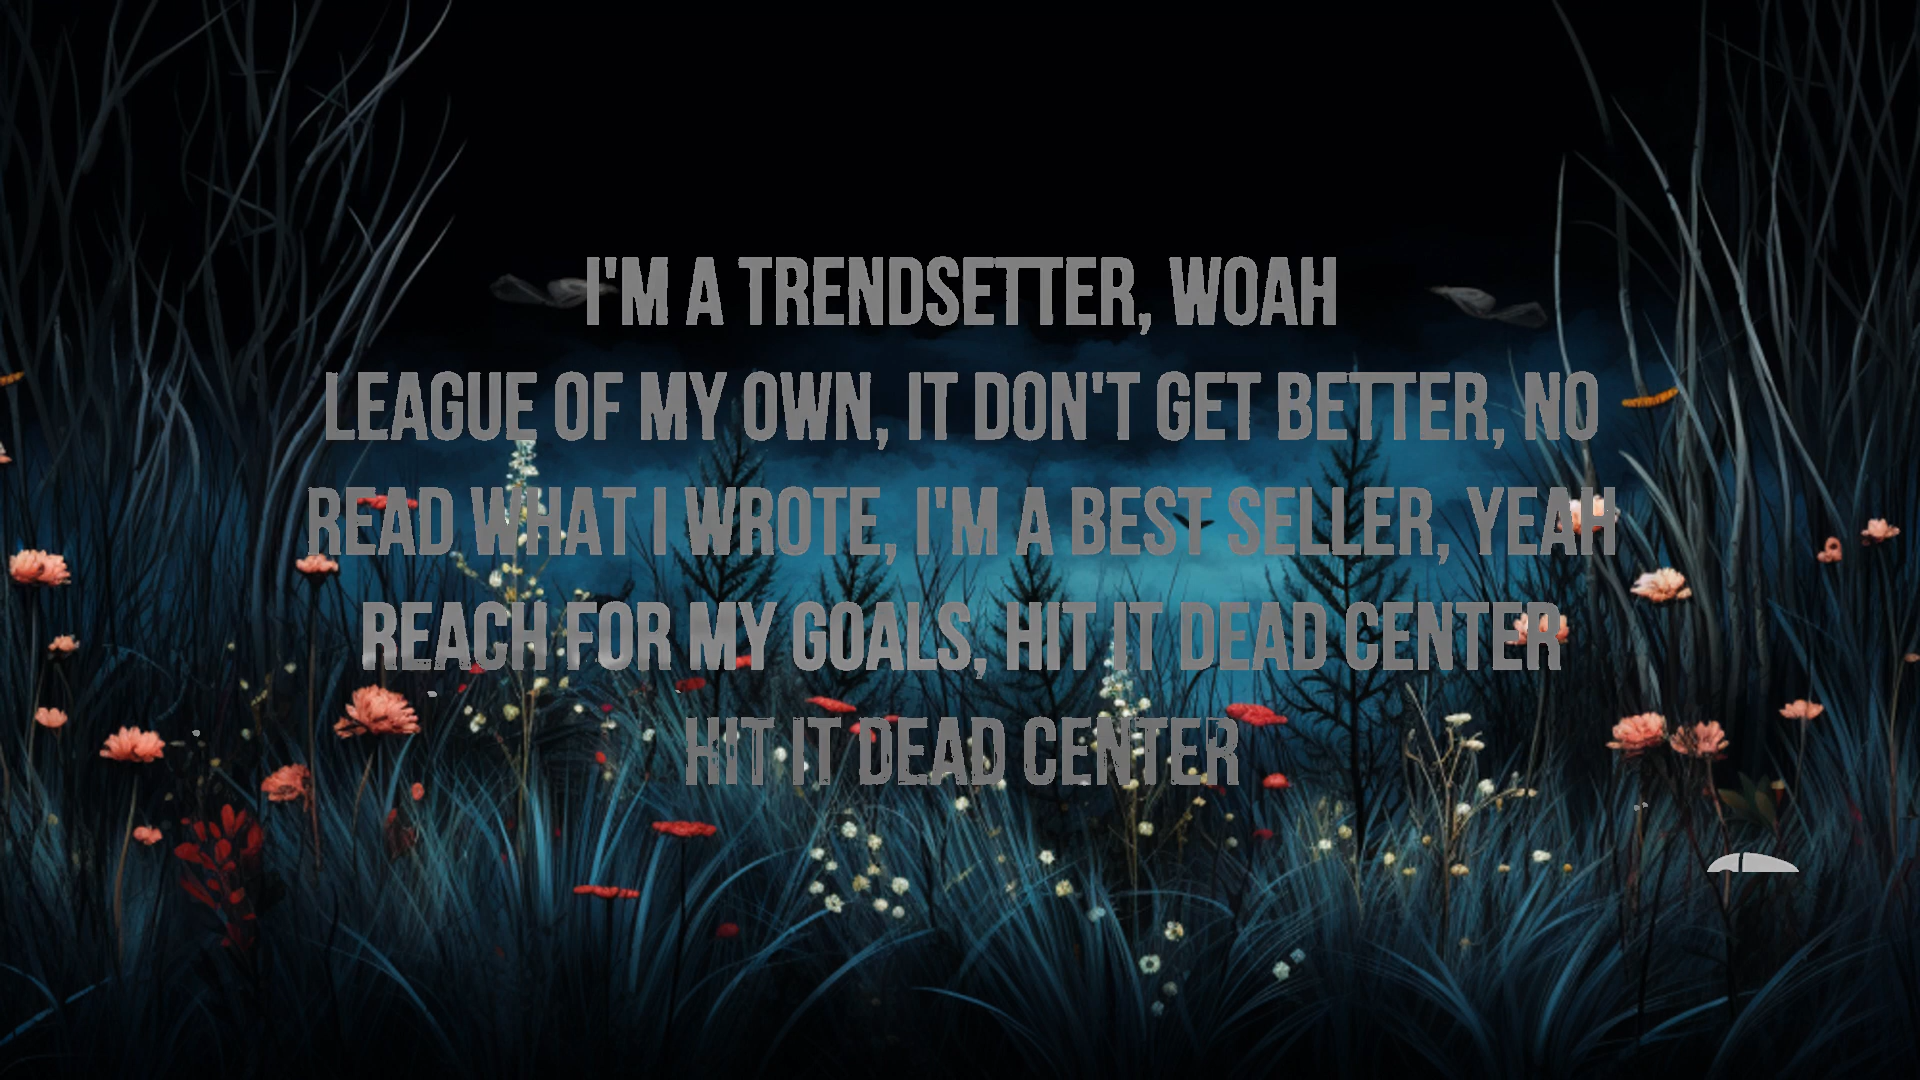 I'M A TRENDSETTER, WOAH
LEAGUE OF MY OWN, IT DON'T GET BETTER, NO
READ WHAT I WROTE, I'M A BEST SELLER, YEAH
REACH FOR MY GOALS, HIT IT DEAD CENTER
HIT IT DEAD CENTER